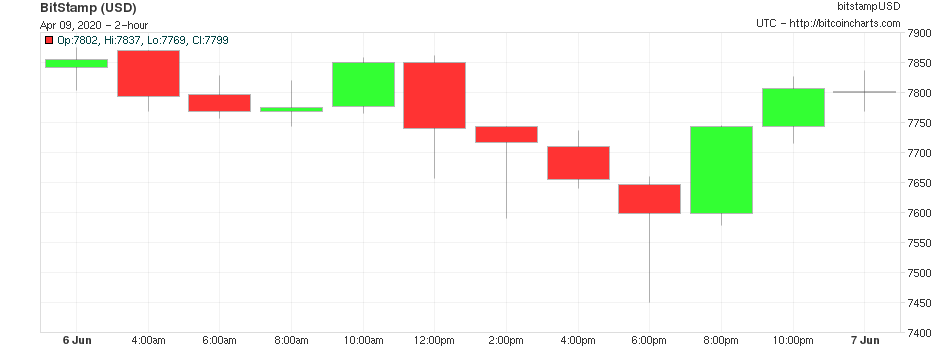 BitStamp (USD)
bitstampUSD
Apr 09, 2020 - 2-hour
UTC - http://bitcoincharts.com
Op:7802, Hi:7837, Lo:7769, Cl:7799
7900
7850
7800
7750
7700
7650
7600
7550
7500
7450
7400
6 Jun 4:00am 6:00am 8:00am 10:00am 12:00pm 2:00pm 4:00pm 6:00pm 8:00pm 10:00pm 7 Jun